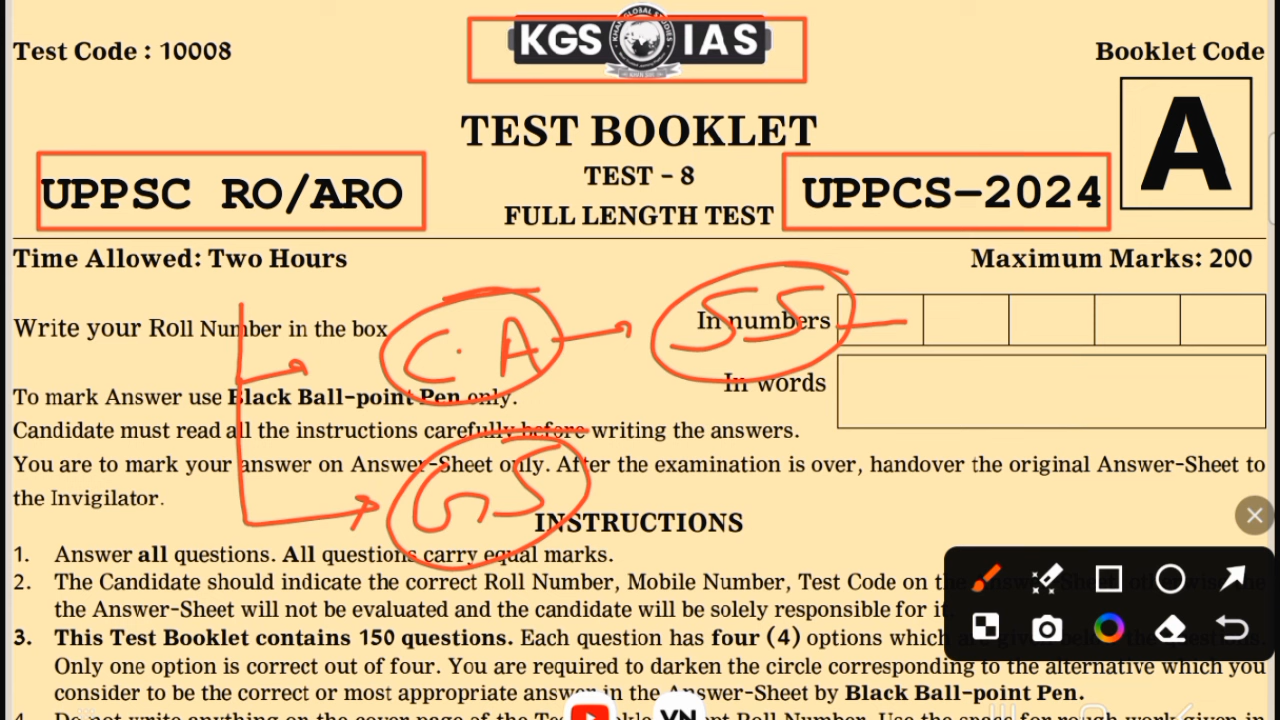 KGS IAS
Test Code : 10008
Booklet Code
A
TEST BOOKLET
UPPSC RO/ARO
TEST – 8
UPPCS–2024
FULL LENGTH TEST
Time Allowed: Two Hours
Maximum Marks: 200
Write your Roll Number in the box
In numbers
C.A
SS
In words
To mark Answer use Black Ball-point Pen only.
Candidate must read all the instructions carefully before writing the answers.
You are to mark your answer on Answer-Sheet only. After the examination is over, handover the original Answer-Sheet to
the Invigilator.
GS
INSTRUCTIONS
1. Answer all questions. All questions carry equal marks.
2. The Candidate should indicate the correct Roll Number, Mobile Number, Test Code on the
the Answer-Sheet will not be evaluated and the candidate will be solely responsible for it.
3. This Test Booklet contains 150 questions. Each question has four (4) options which
Only one option is correct out of four. You are required to darken the circle corresponding to the alternative which you
consider to be the correct or most appropriate answer in the Answer-Sheet by Black Ball-point Pen.
VN